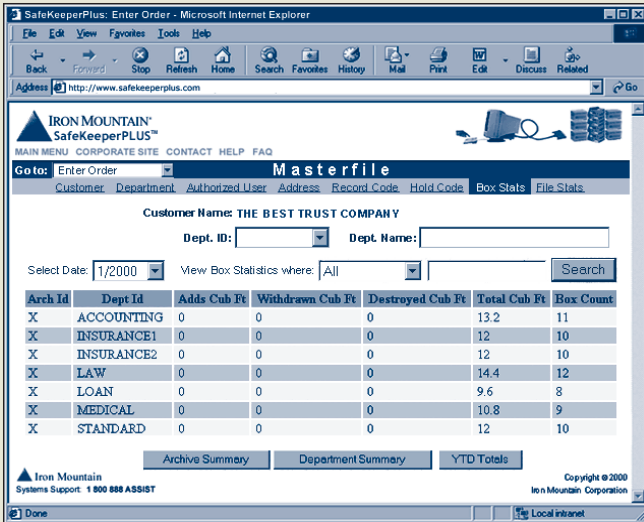 SafeKeeperPlus: Enter Order - Microsoft Internet Explorer
File Edit View Favorites Tools Help
Back Forward Stop Refresh Home Search Favorites History Mail Print Edit Discuss Related
Address http://www.safekeeperplus.com Go
IRON MOUNTAIN®
SafeKeeperPLUS™
MAIN MENU CORPORATE SITE CONTACT HELP FAQ
Go to: Enter Order Masterfile
Customer Department Authorized User Address Record Code Hold Code Box Stats File Stats
Customer Name: THE BEST TRUST COMPANY
Dept. ID: Dept. Name:
Select Date: 1/2000 View Box Statistics where: All Search
Arch Id Dept Id Adds Cub Ft Withdrawn Cub Ft Destroyed Cub Ft Total Cub Ft Box Count
X ACCOUNTING 0 0 0 13.2 11
X INSURANCE1 0 0 0 12 10
X INSURANCE2 0 0 0 12 10
X LAW 0 0 0 14.4 12
X LOAN 0 0 0 9.6 8
X MEDICAL 0 0 0 10.8 9
X STANDARD 0 0 0 12 10
Archive Summary Department Summary YTD Totals
Iron Mountain
Systems Support 1 800 888 ASSIST
Copyright © 2000
Iron Mountain Corporation
Done Local intranet